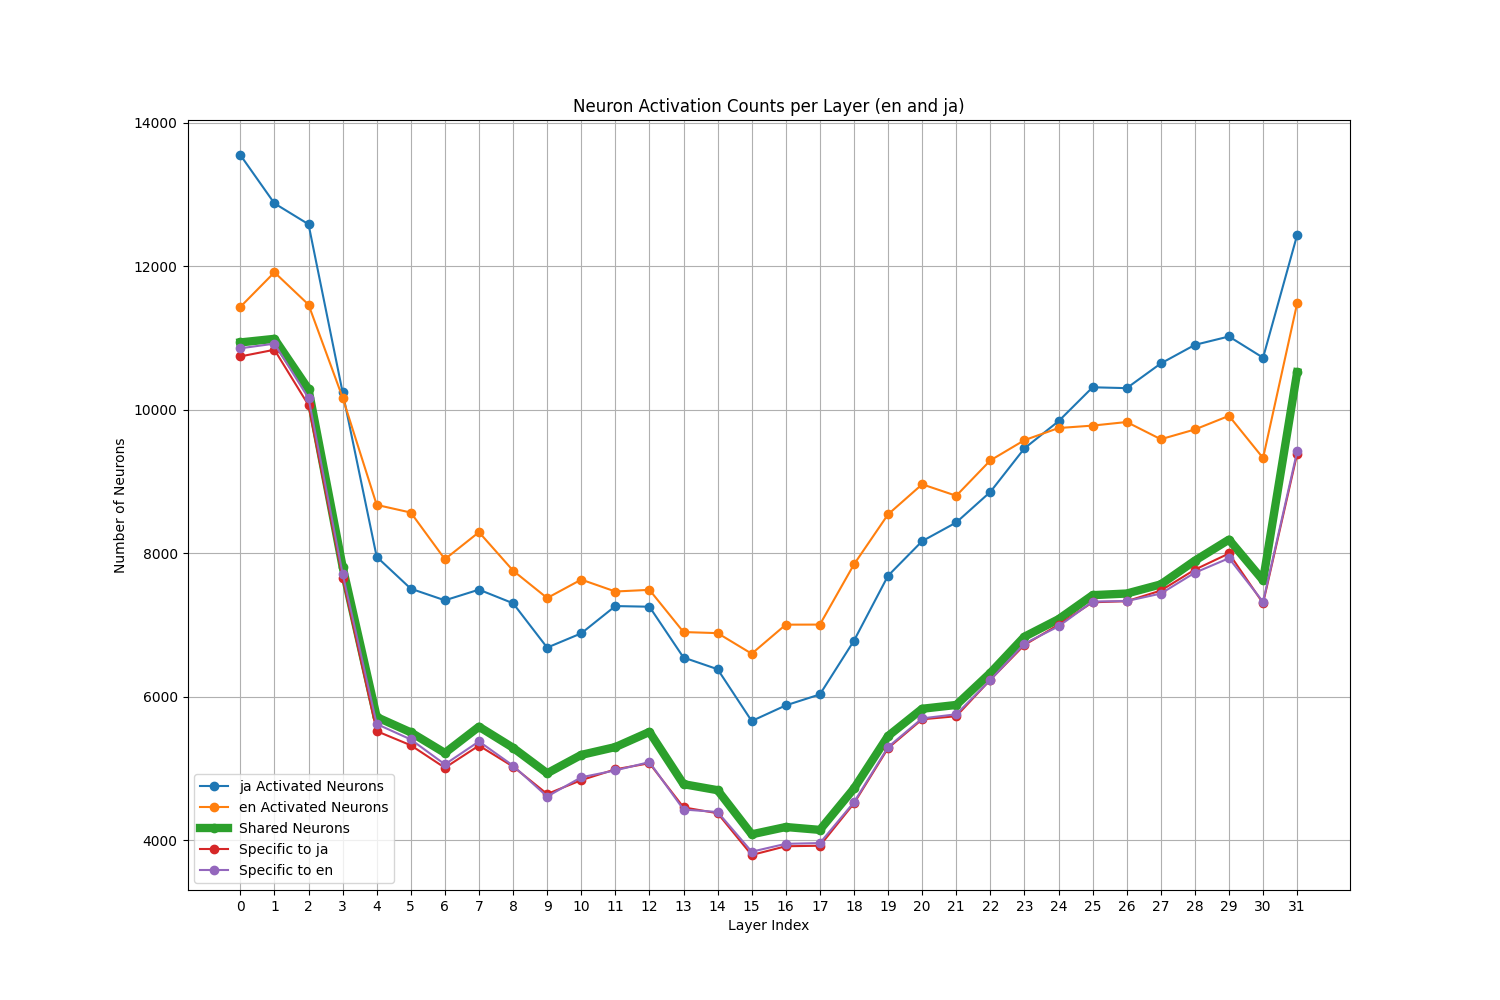 Neuron Activation Counts per Layer (en and ja)
14000
12000
10000
8000
6000
4000
Number of Neurons
ja Activated Neurons
en Activated Neurons
Shared Neurons
Specific to ja
Specific to en
0 1 2 3 4 5 6 7 8 9 10 11 12 13 14 15 16 17 18 19 20 21 22 23 24 25 26 27 28 29 30 31
Layer Index